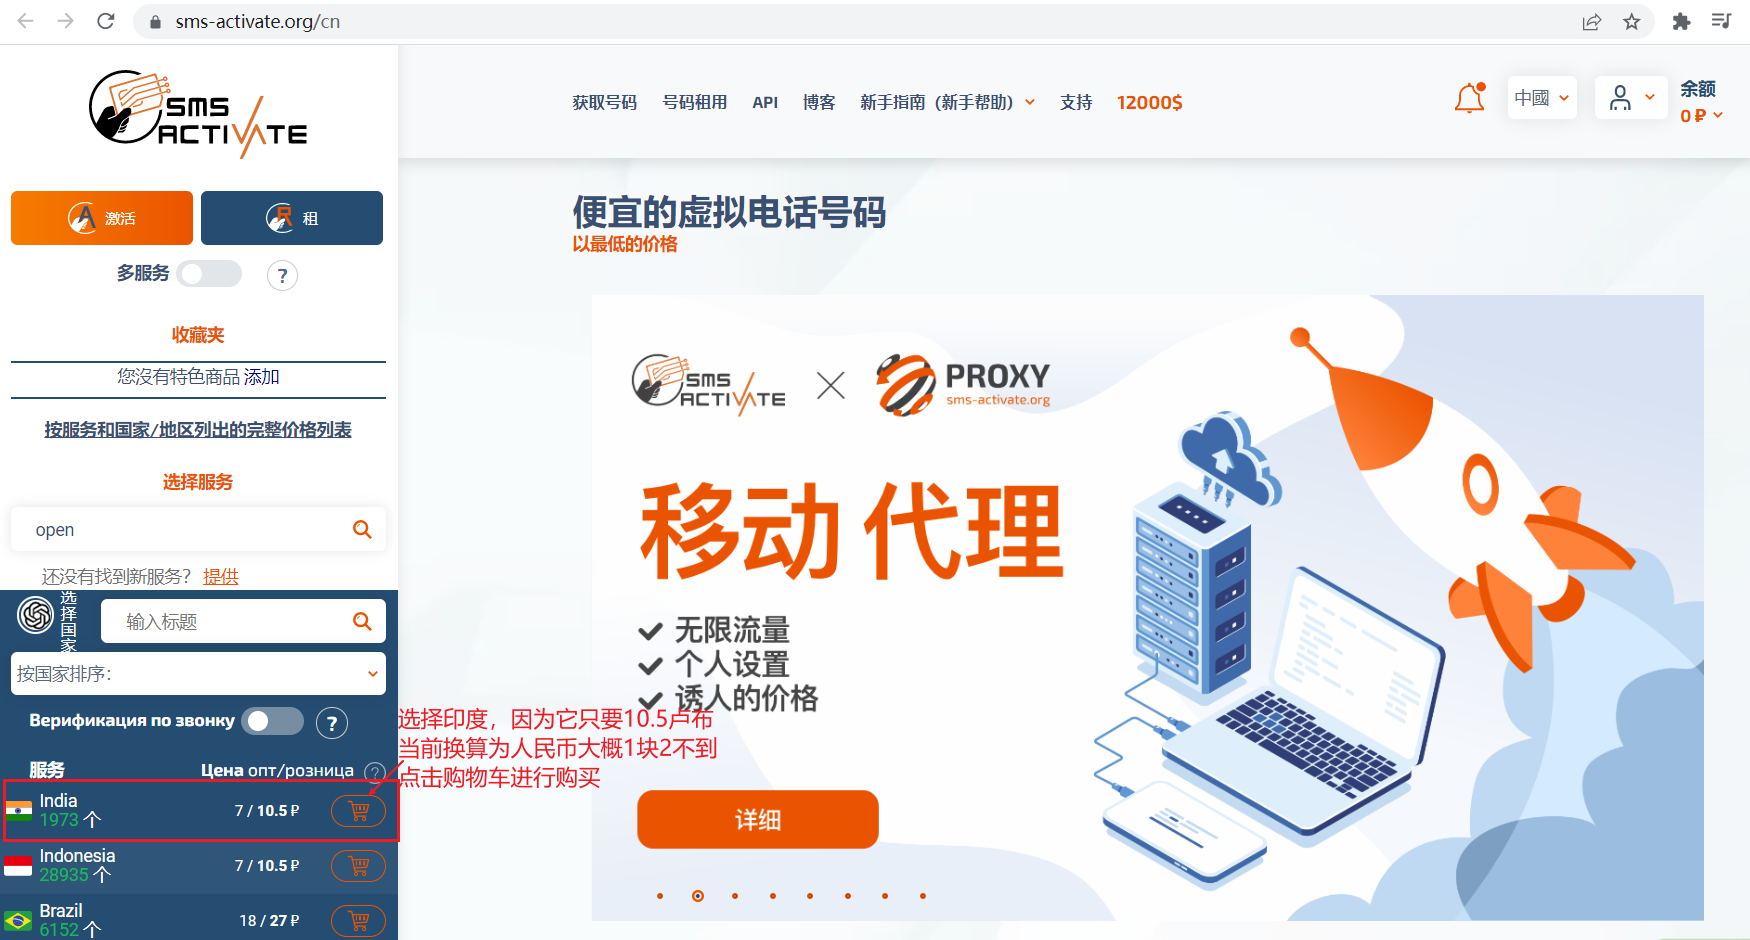 sms-activate.org/cn
SMS
ACTIVATE
获取号码
号码租用
API
博客
新手指南（新手帮助）
支持
12000$
中國
余额
0 ₽
A 激活
R 租
多服务
?
收藏夹
您沒有特色商品 添加
按服务和国家/地区列出的完整价格列表
选择服务
open
还没有找到新服务？ 提供
选择国家
输入标题
按国家排序：
Верификация по звонку
?
服务
Цена опт/розница ?
India
1973 个
7 / 10.5 ₽
Indonesia
28935 个
7 / 10.5 ₽
Brazil
6152 个
18 / 27 ₽
选择印度，因为它只要10.5卢布
当前换算为人民币大概1块2不到
点击购物车进行购买
便宜的虚拟电话号码
以最低的价格
SMS
ACTIVATE
PROXY
sms-activate.org
移动 代理
无限流量
个人设置
诱人的价格
详细